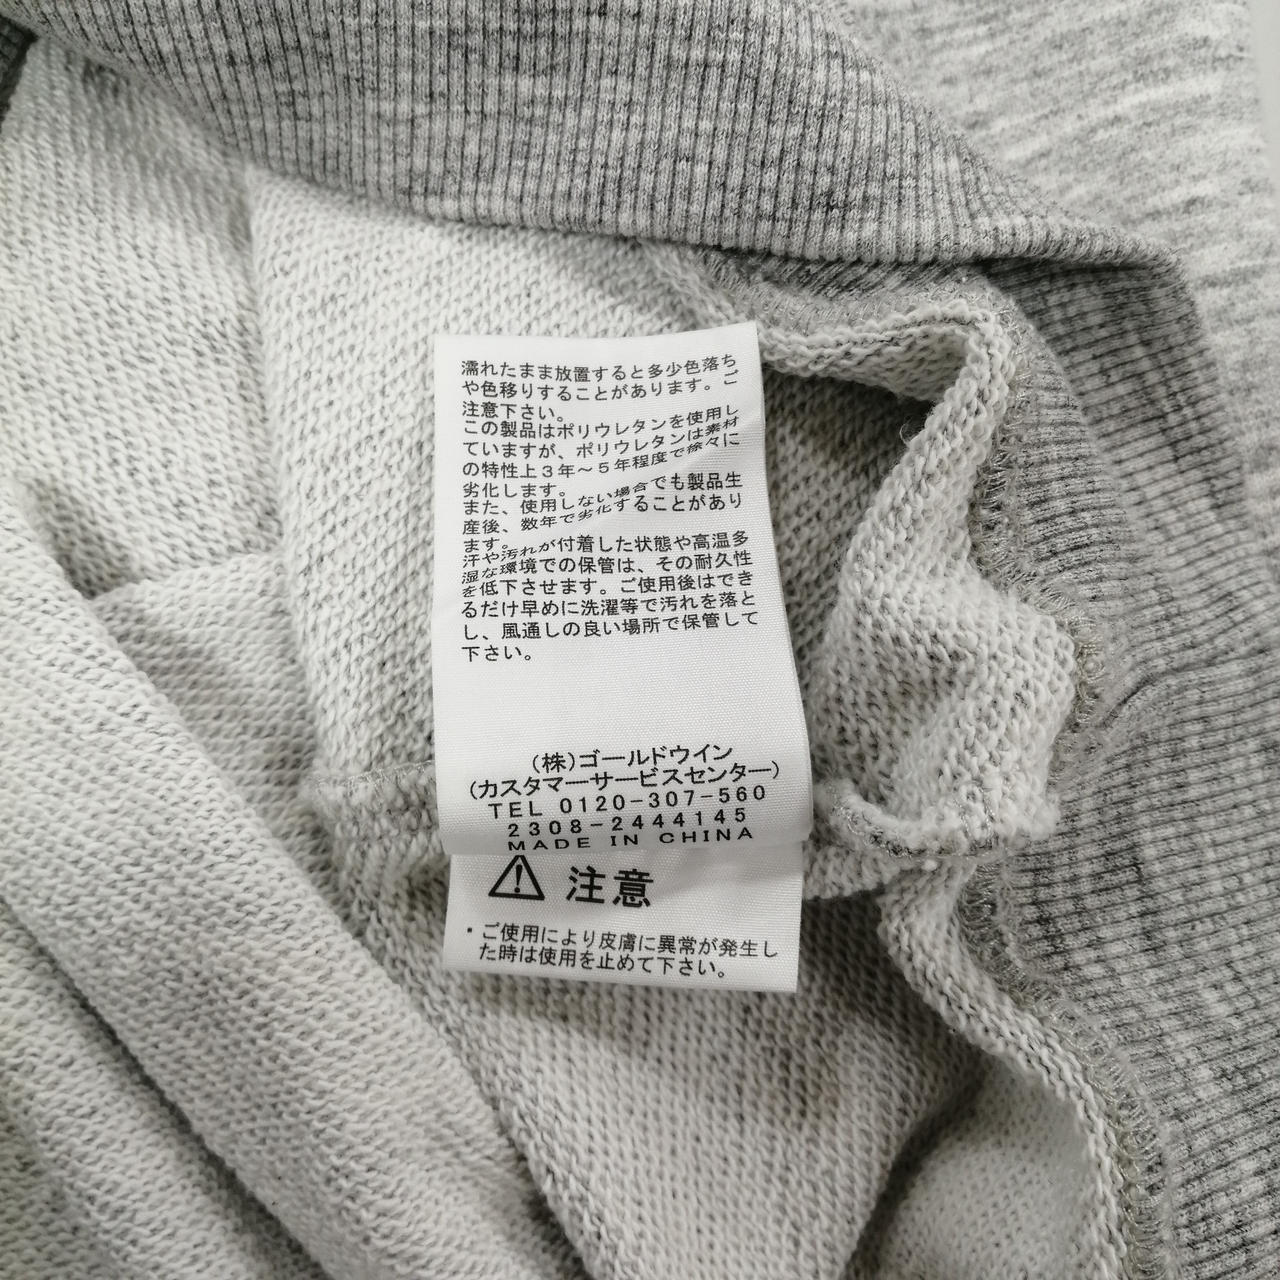 濡れたまま放置すると多少色落ち
や色移りすることがあります。ご
注意下さい。
この製品はポリウレタンを使用し
ていますが、ポリウレタンは素材
の特性上3年〜5年程度で徐々に
劣化します。
また、使用しない場合でも製品生
産後、数年で劣化することがあり
ます。
汗や汚れが付着した状態や高温多
湿な環境での保管は、その耐久性
を低下させます。ご使用後はでき
るだけ早めに洗濯等で汚れを落と
し、風通しの良い場所で保管して
下さい。
(株)ゴールドウイン
(カスタマーサービスセンター)
TEL 0120-307-560
2308-2444145
MADE IN CHINA
注意
・ご使用により皮膚に異常が発生し
た時は使用を止めて下さい。